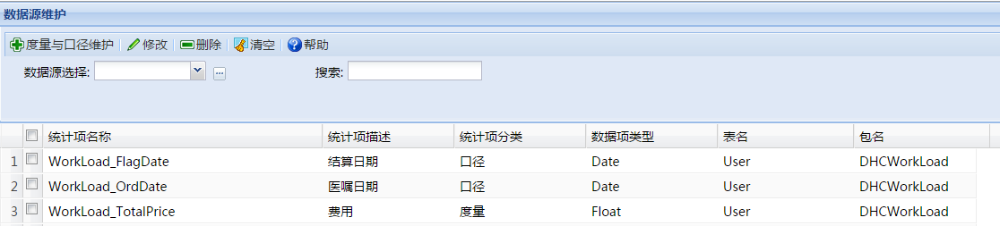 数据源维护
度量与口径维护 修改 删除 清空 帮助
数据源选择: 搜索:
统计项名称 统计项描述 统计项分类 数据项类型 表名 包名
1 WorkLoad_FlagDate 结算日期 口径 Date User DHCWorkLoad
2 WorkLoad_OrdDate 医嘱日期 口径 Date User DHCWorkLoad
3 WorkLoad_TotalPrice 费用 度量 Float User DHCWorkLoad